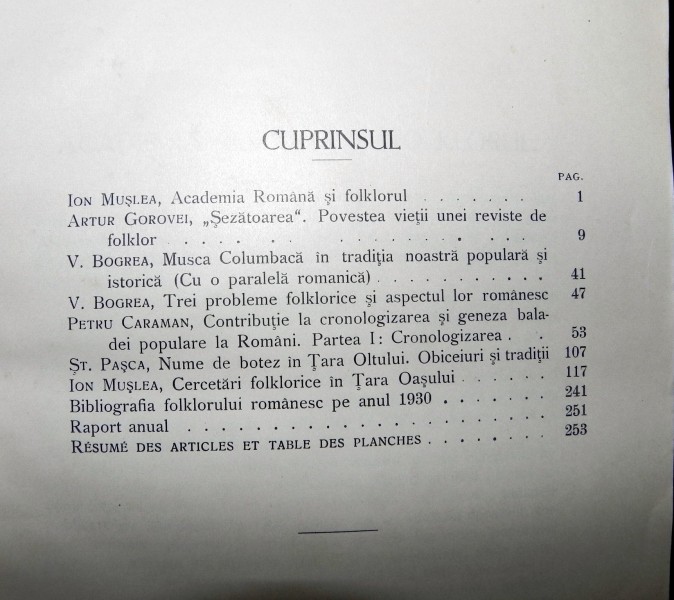 CUPRINSUL
PAG.
ION MUŞLEA, Academia Română şi folklorul . . . . . . . 1
ARTUR GOROVEI, „Şezătoarea“. Povestea vieţii unei reviste de
folklor . . . . . . . . . . . . . . 9
V. BOGREA, Musca Columbacă în tradiţia noastră populară şi
istorică (Cu o paralelă romanică) . . . . . . . . . . . 41
V. BOGREA, Trei probleme folklorice şi aspectul lor românesc 47
PETRU CARAMAN, Contribuţie la cronologizarea şi geneza bala-
dei populare la Români. Partea I: Cronologizarea . . . 53
ŞT. PAŞCA, Nume de botez în Ţara Oltului. Obiceiuri şi tradiţii 107
ION MUŞLEA, Cercetări folklorice în Ţara Oaşului . . . . . 117
Bibliografia folklorului românesc pe anul 1930 . . . . . . 241
Raport anual . . . . . . . . . . . . . . . . . . . 251
RÉSUMÉ DES ARTICLES ET TABLE DES PLANCHES . . . . . . . 253